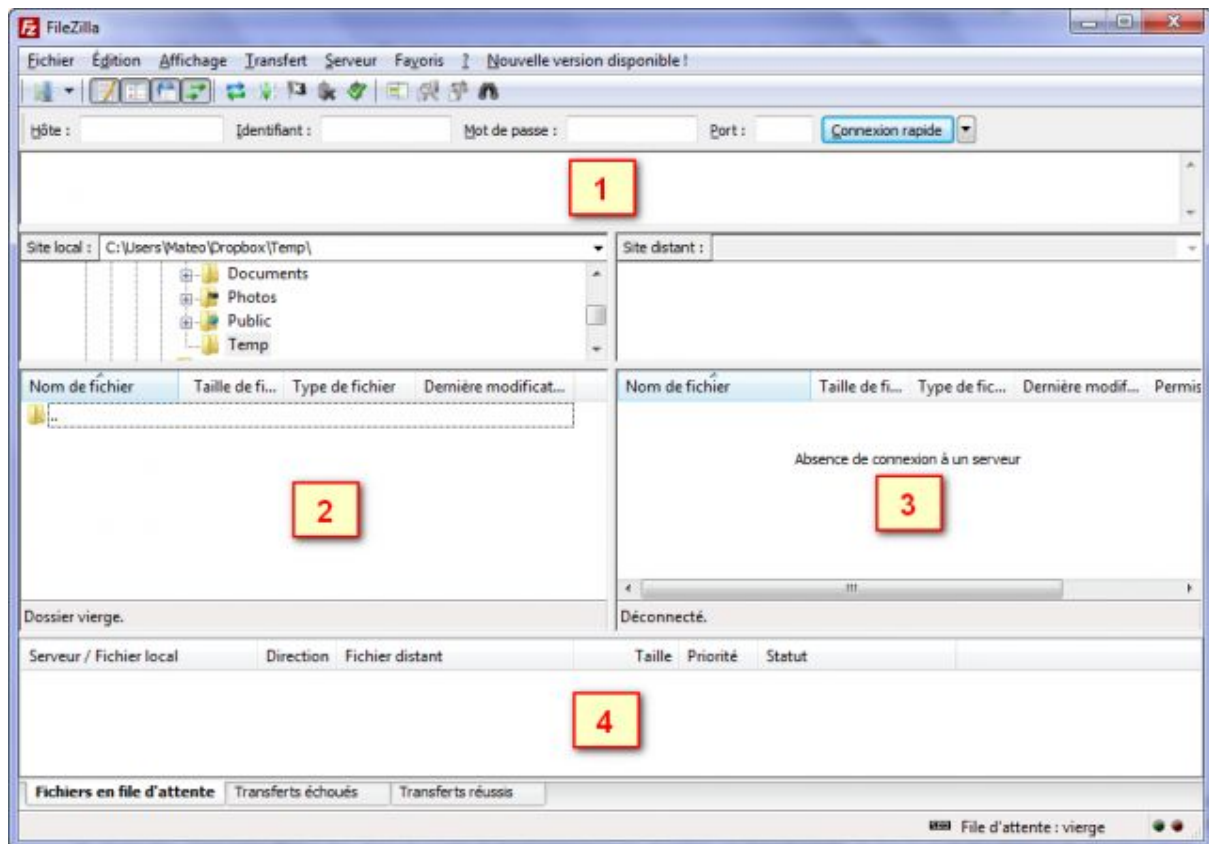 FileZilla
Fichier Édition Affichage Transfert Serveur Favoris ? Nouvelle version disponible !
Hôte : Identifiant : Mot de passe : Port : Connexion rapide
1
Site local : C:\Users\Mateo\Dropbox\Temp\ Site distant :
Documents
Photos
Public
Temp
Nom de fichier Taille de fi... Type de fichier Dernière modificat... Nom de fichier Taille de fi... Type de fic... Dernière modif... Permis
..
Absence de connexion à un serveur
2 3
Dossier vierge. Déconnecté.
Serveur / Fichier local Direction Fichier distant Taille Priorité Statut
4
Fichiers en file d'attente Transferts échoués Transferts réussis
File d'attente : vierge